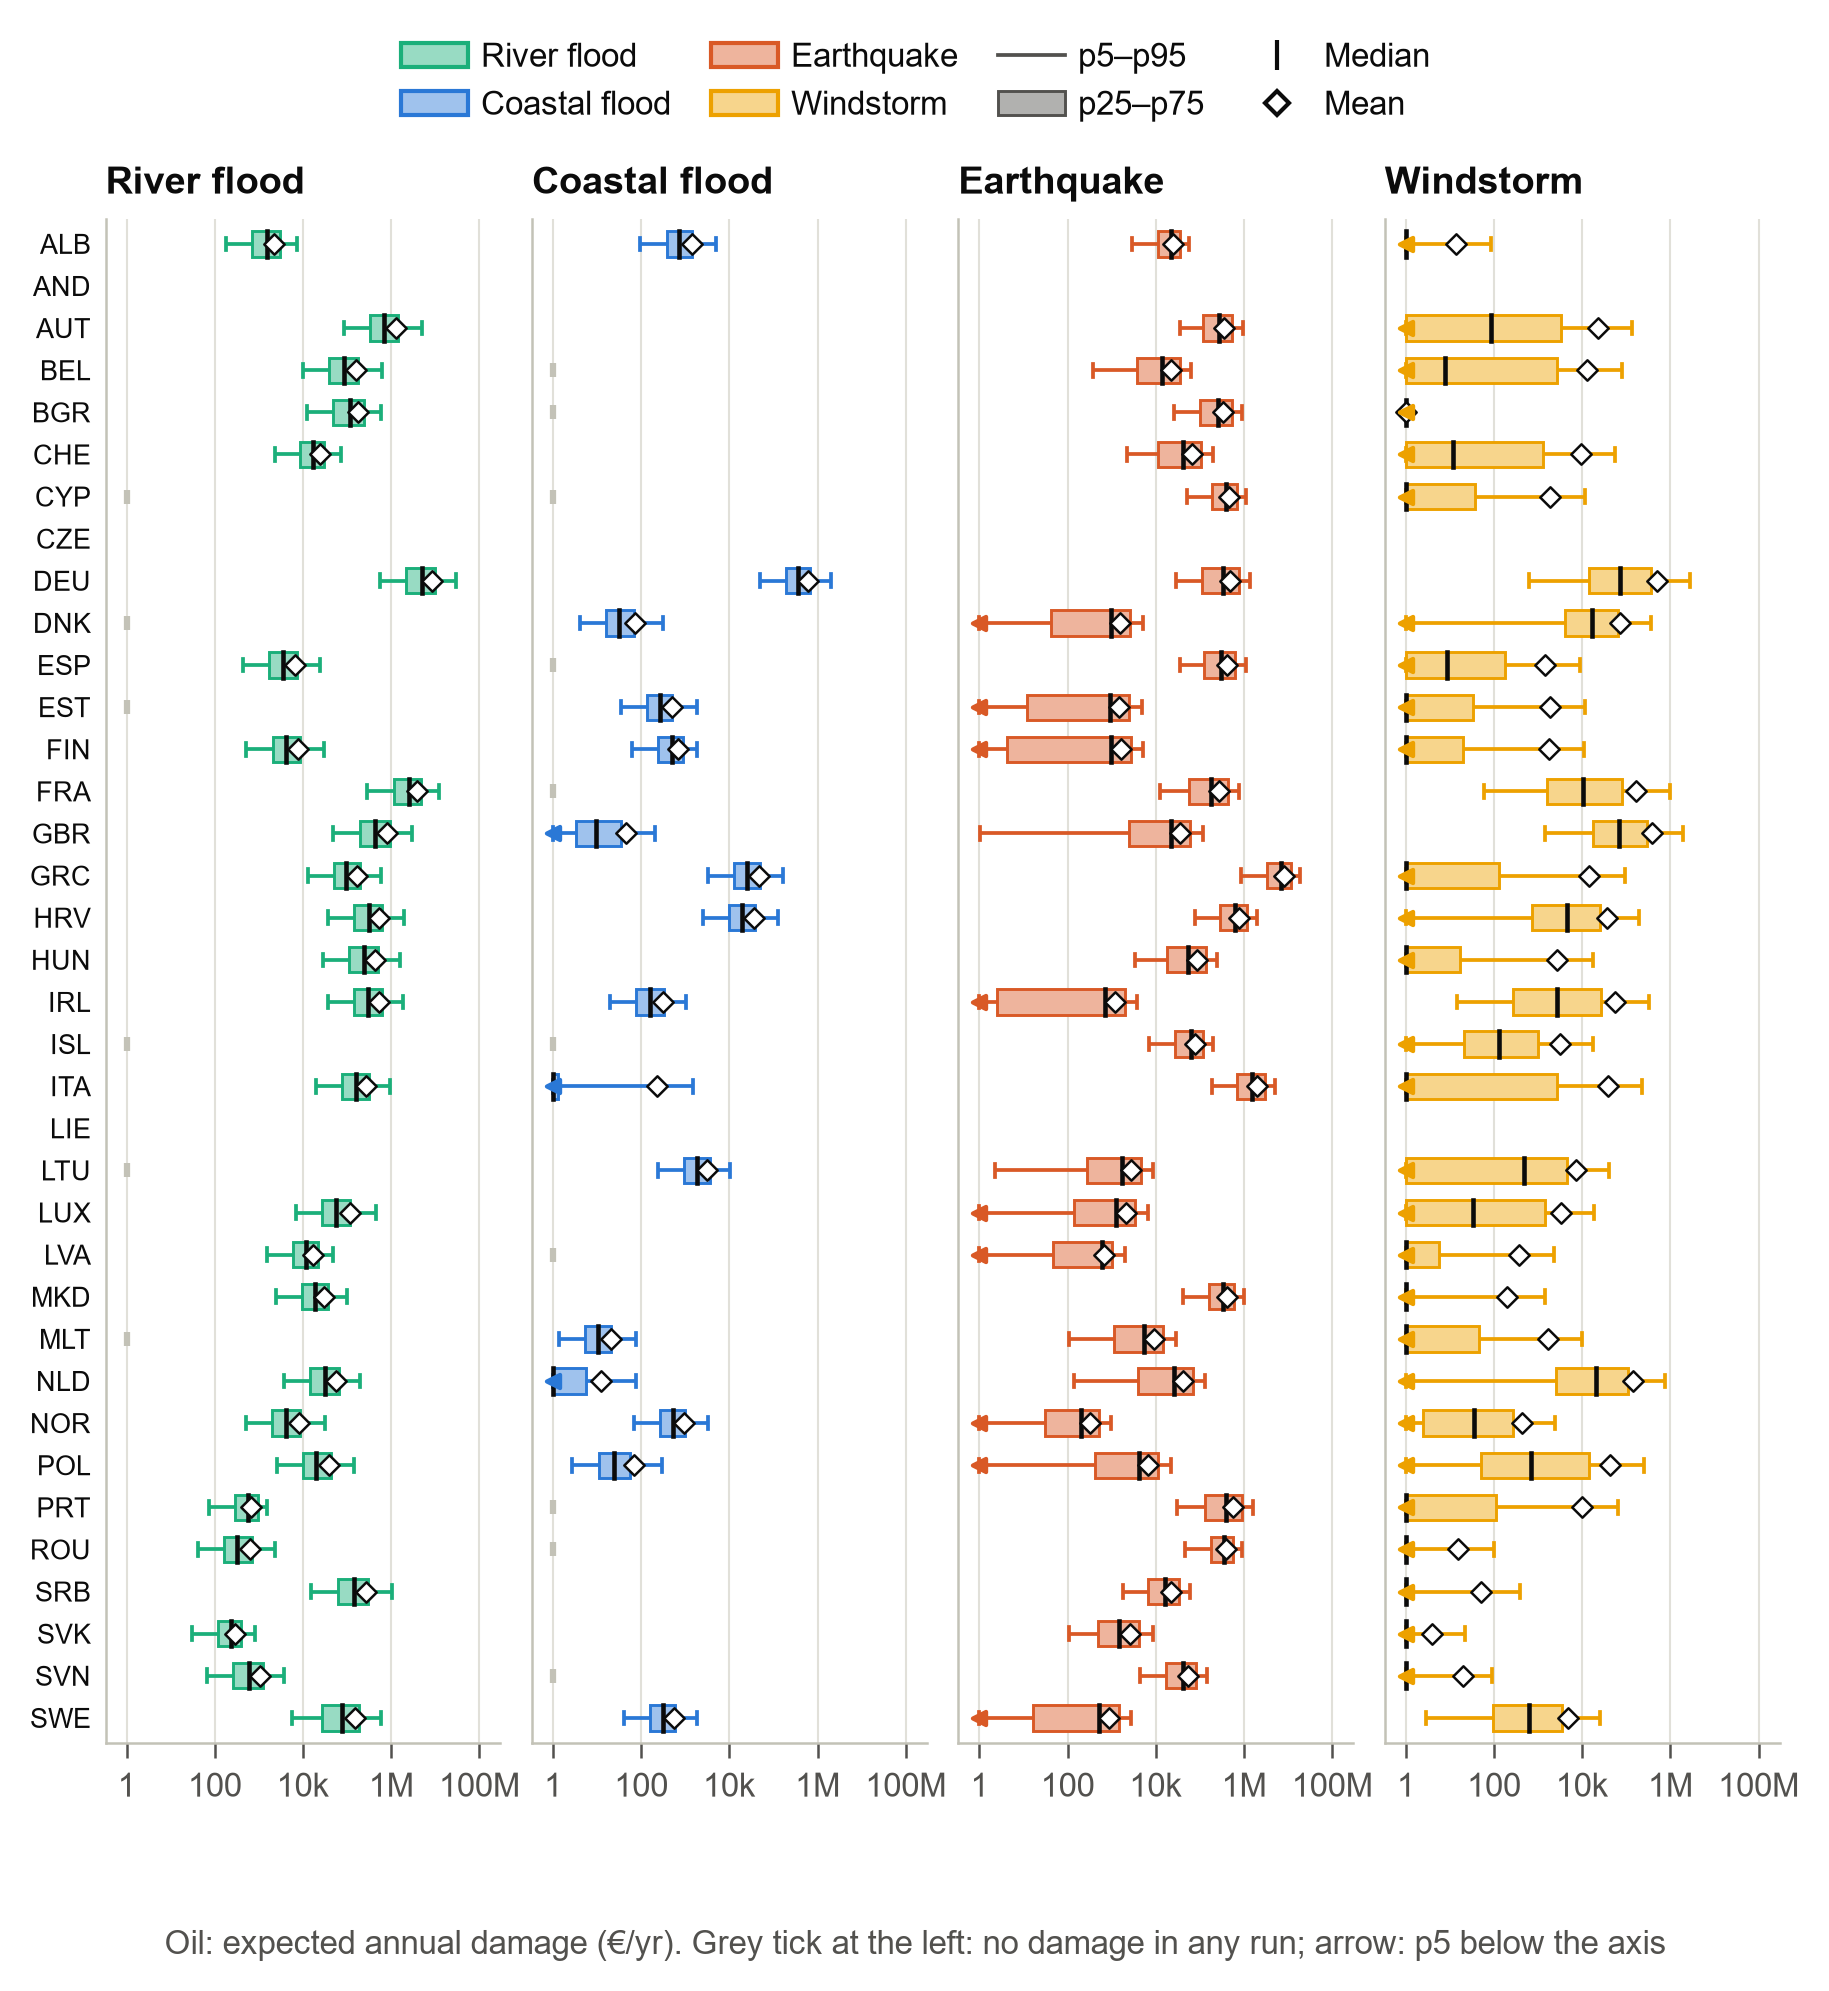 River flood
Earthquake
p5–p95
Median
Coastal flood
Windstorm
p25–p75
Mean
River flood
Coastal flood
Earthquake
Windstorm
ALB
AND
AUT
BEL
BGR
CHE
CYP
CZE
DEU
DNK
ESP
EST
FIN
FRA
GBR
GRC
HRV
HUN
IRL
ISL
ITA
LIE
LTU
LUX
LVA
MKD
MLT
NLD
NOR
POL
PRT
ROU
SRB
SVK
SVN
SWE
1 100 10k 1M 100M
1 100 10k 1M 100M
1 100 10k 1M 100M
1 100 10k 1M 100M
Oil: expected annual damage (€/yr). Grey tick at the left: no damage in any run; arrow: p5 below the axis